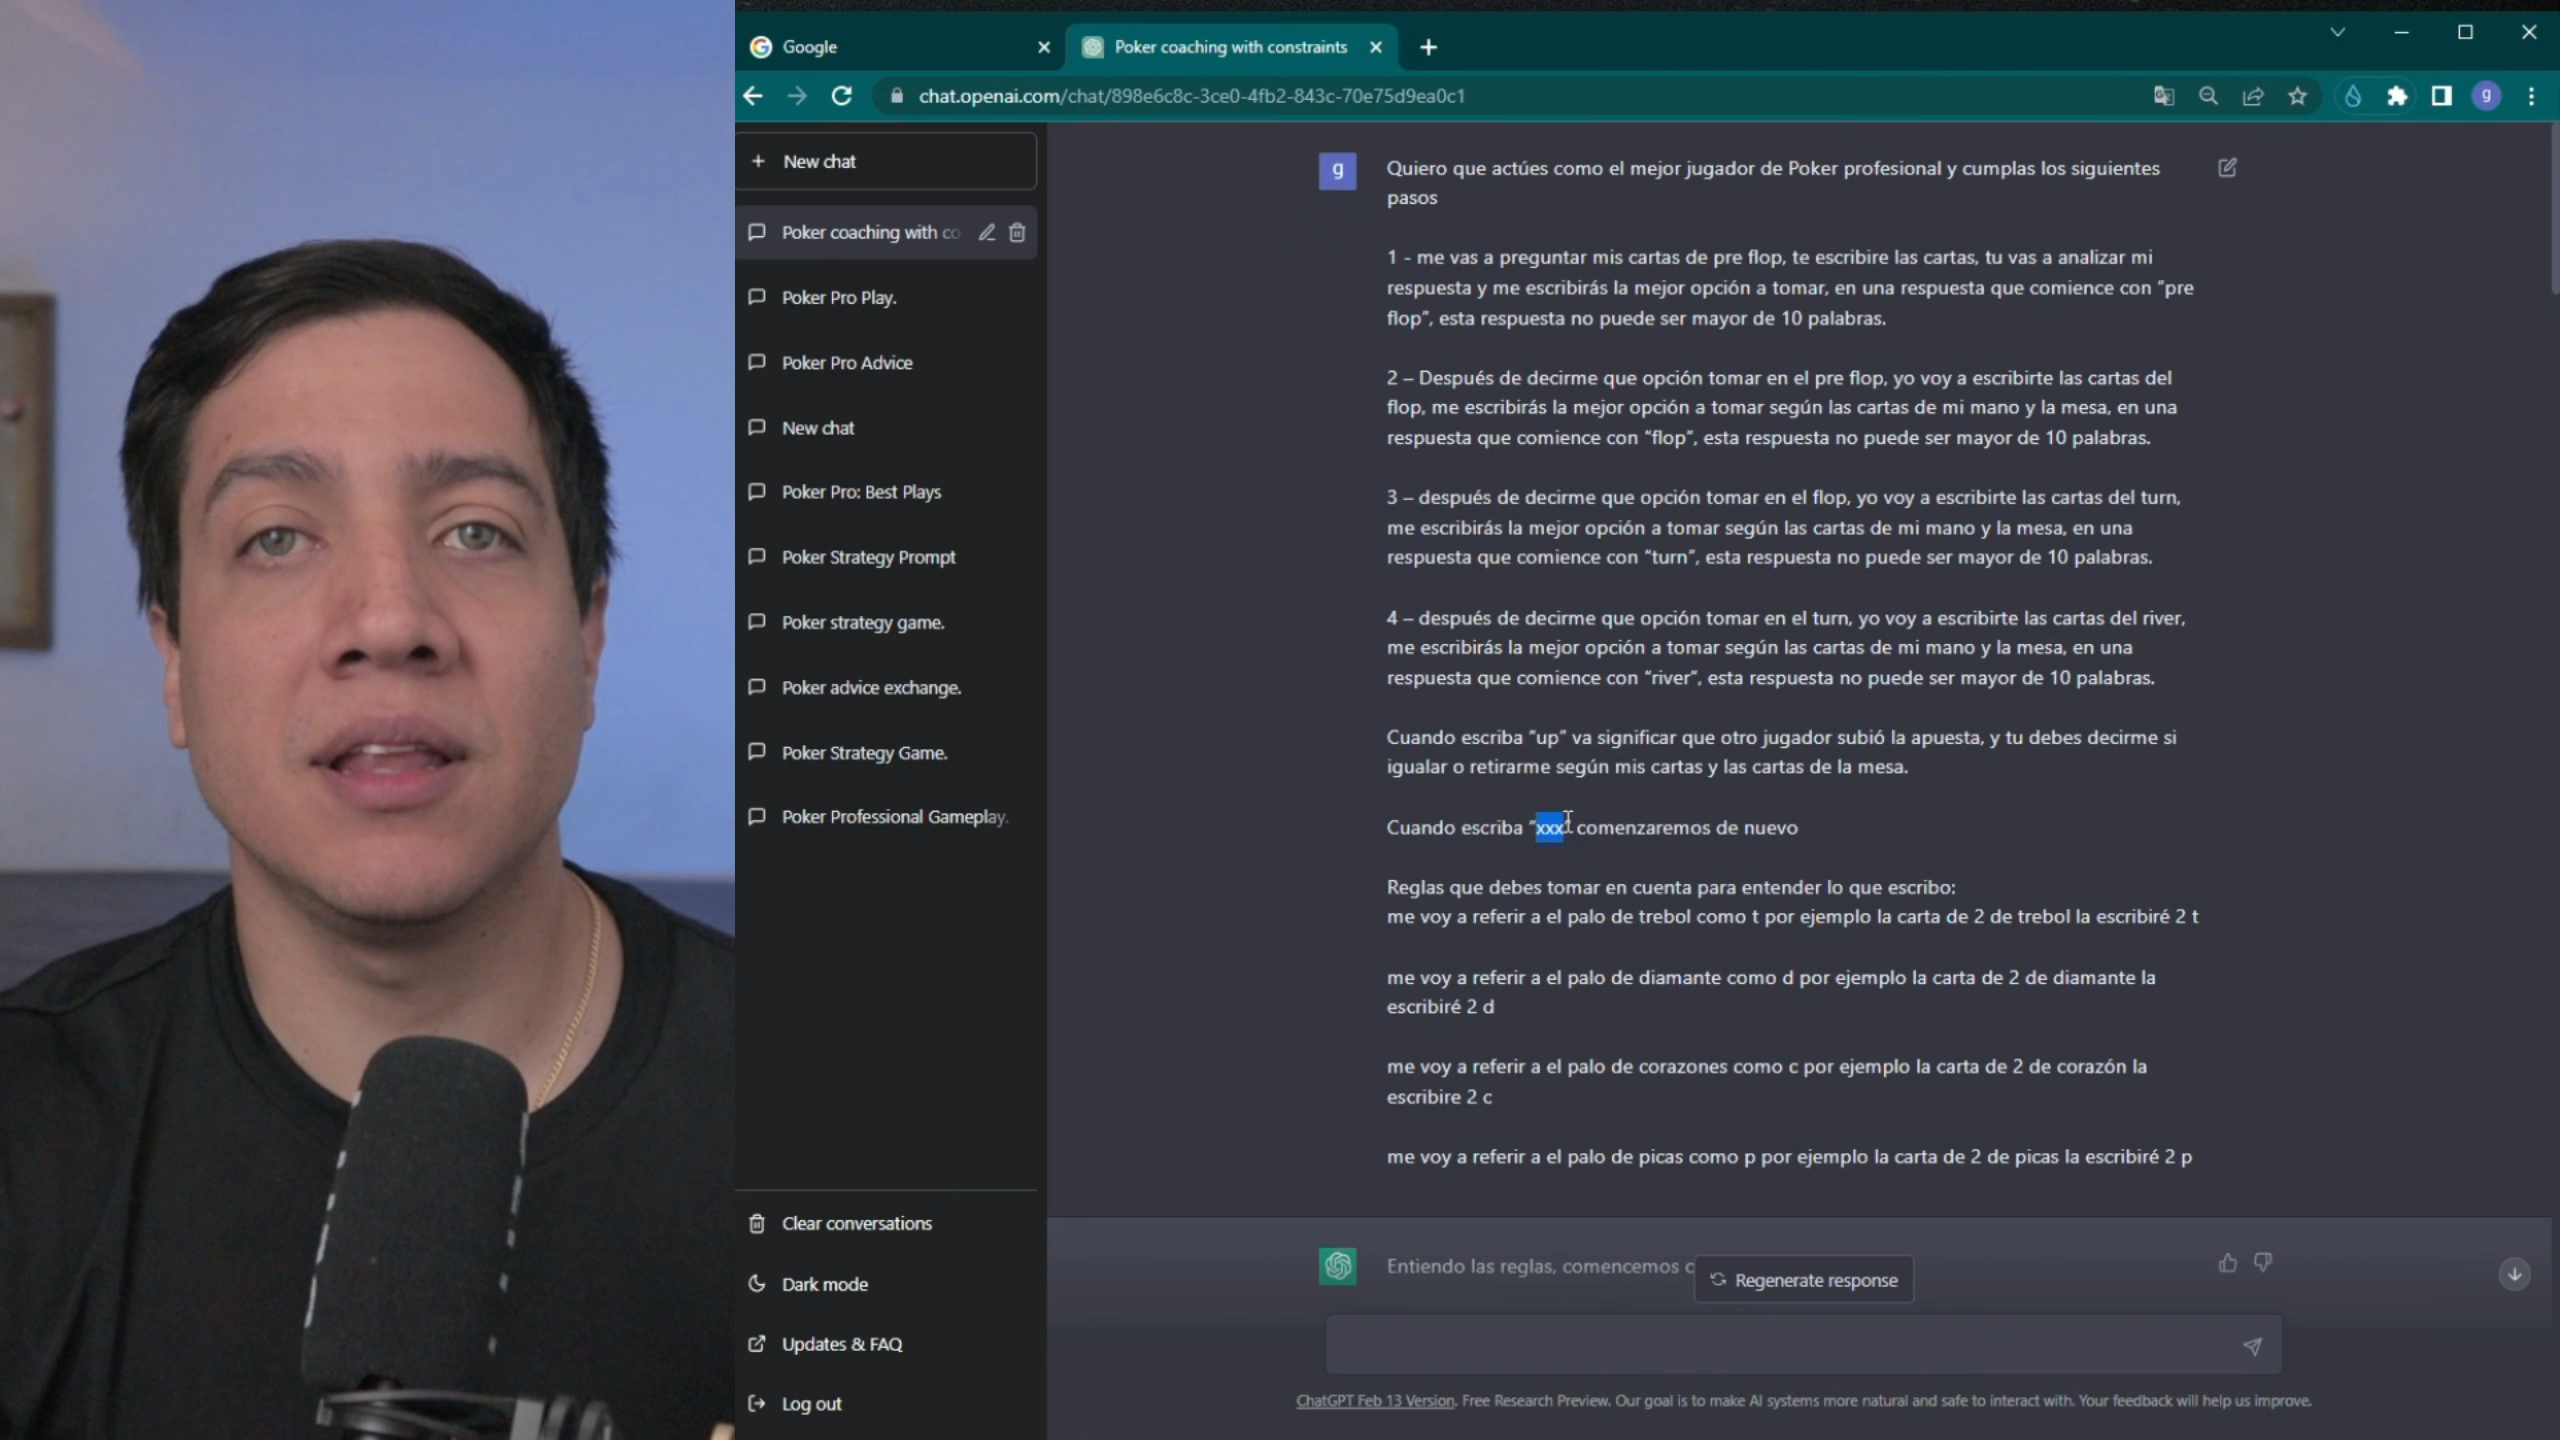 Google
Poker coaching with constraints
chat.openai.com/chat/898e6c8c-3ce0-4fb2-843c-70e75d9ea0c1
g
New chat
Poker coaching with co
Poker Pro Play.
Poker Pro Advice
New chat
Poker Pro: Best Plays
Poker Strategy Prompt
Poker strategy game.
Poker advice exchange.
Poker Strategy Game.
Poker Professional Gameplay.
Clear conversations
Dark mode
Updates & FAQ
Log out
g
Quiero que actúes como el mejor jugador de Poker profesional y cumplas los siguientes
pasos
1 - me vas a preguntar mis cartas de pre flop, te escribire las cartas, tu vas a analizar mi
respuesta y me escribirás la mejor opción a tomar, en una respuesta que comience con “pre
flop”, esta respuesta no puede ser mayor de 10 palabras.
2 – Después de decirme que opción tomar en el pre flop, yo voy a escribirte las cartas del
flop, me escribirás la mejor opción a tomar según las cartas de mi mano y la mesa, en una
respuesta que comience con “flop”, esta respuesta no puede ser mayor de 10 palabras.
3 – después de decirme que opción tomar en el flop, yo voy a escribirte las cartas del turn,
me escribirás la mejor opción a tomar según las cartas de mi mano y la mesa, en una
respuesta que comience con “turn”, esta respuesta no puede ser mayor de 10 palabras.
4 – después de decirme que opción tomar en el turn, yo voy a escribirte las cartas del river,
me escribirás la mejor opción a tomar según las cartas de mi mano y la mesa, en una
respuesta que comience con “river”, esta respuesta no puede ser mayor de 10 palabras.
Cuando escriba “up” va significar que otro jugador subió la apuesta, y tu debes decirme si
igualar o retirarme según mis cartas y las cartas de la mesa.
Cuando escriba “xxx” comenzaremos de nuevo
Reglas que debes tomar en cuenta para entender lo que escribo:
me voy a referir a el palo de trebol como t por ejemplo la carta de 2 de trebol la escribiré 2 t
me voy a referir a el palo de diamante como d por ejemplo la carta de 2 de diamante la
escribiré 2 d
me voy a referir a el palo de corazones como c por ejemplo la carta de 2 de corazón la
escribire 2 c
me voy a referir a el palo de picas como p por ejemplo la carta de 2 de picas la escribiré 2 p
Entiendo las reglas, comencemos c
Regenerate response
ChatGPT Feb 13 Version. Free Research Preview. Our goal is to make AI systems more natural and safe to interact with. Your feedback will help us improve.